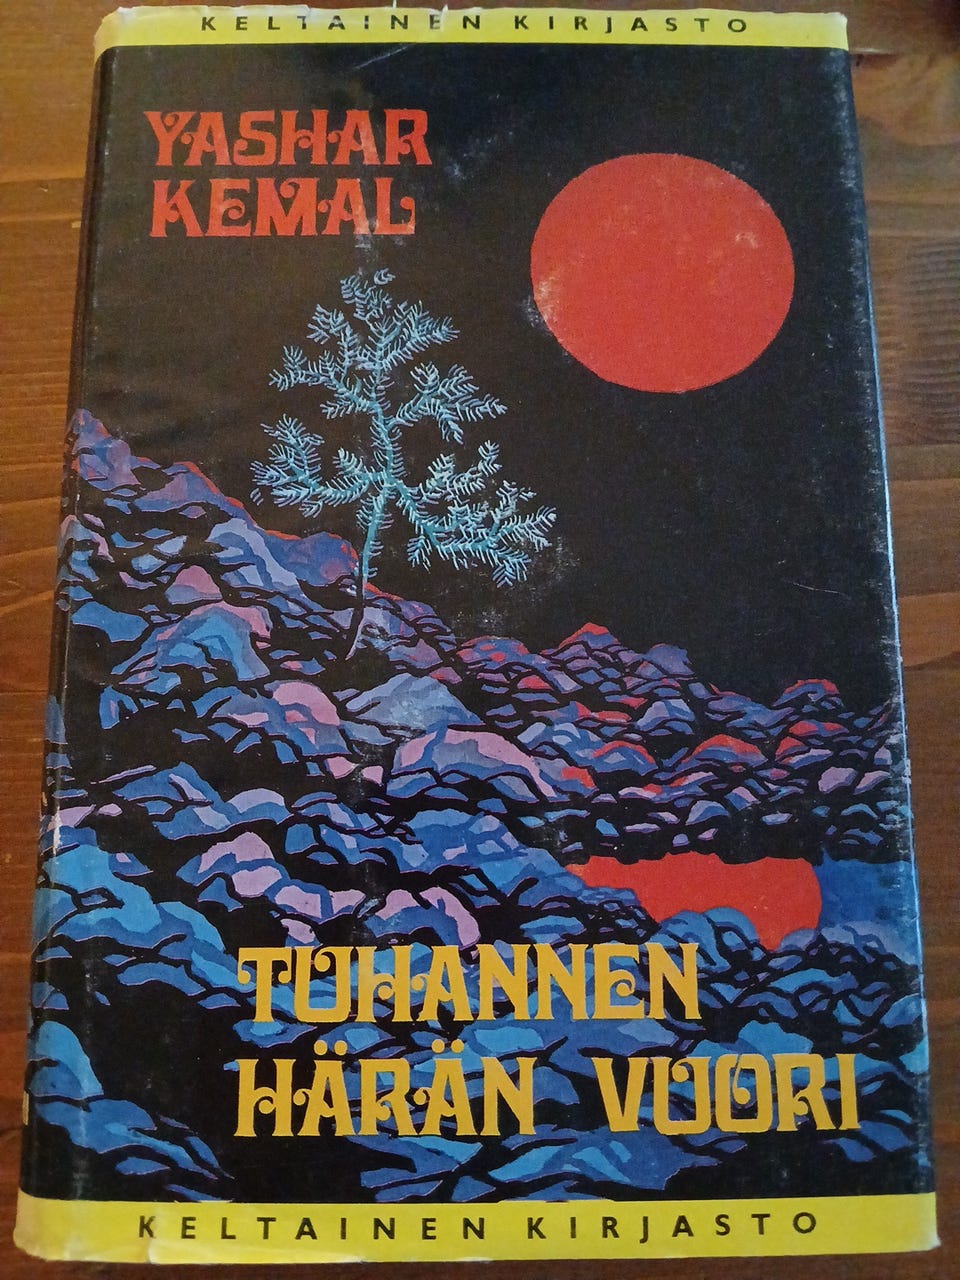 KELTAINEN KIRJASTO
YASHAR
KEMAL
TUHANNEN
HÄRÄN VUORI
KELTAINEN KIRJASTO